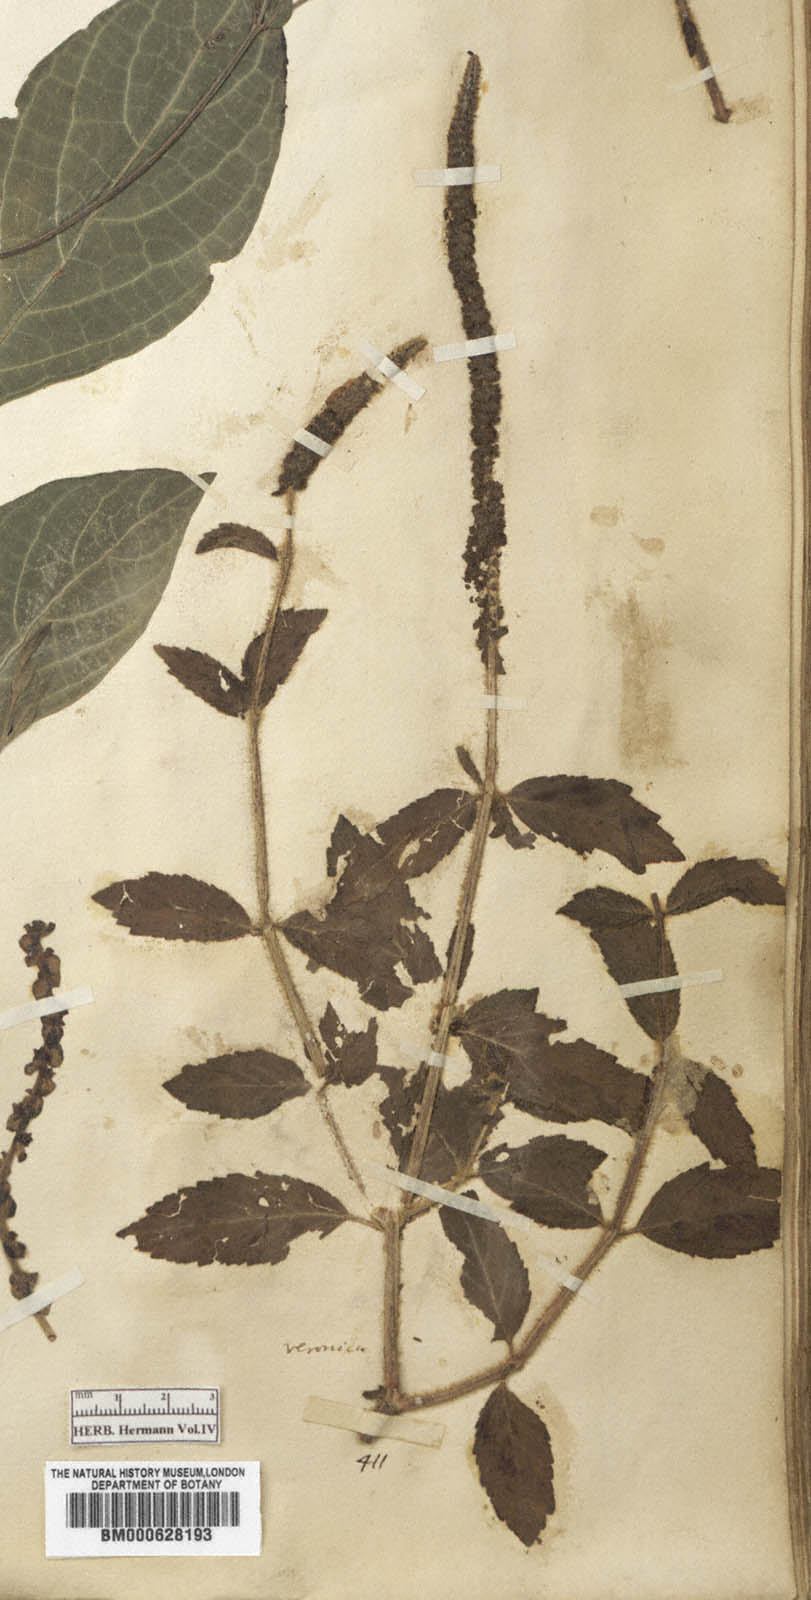 veronica
mm 1 2 3
HERB. Hermann Vol.IV
411
THE NATURAL HISTORY MUSEUM,LONDON
DEPARTMENT OF BOTANY
BM000628193